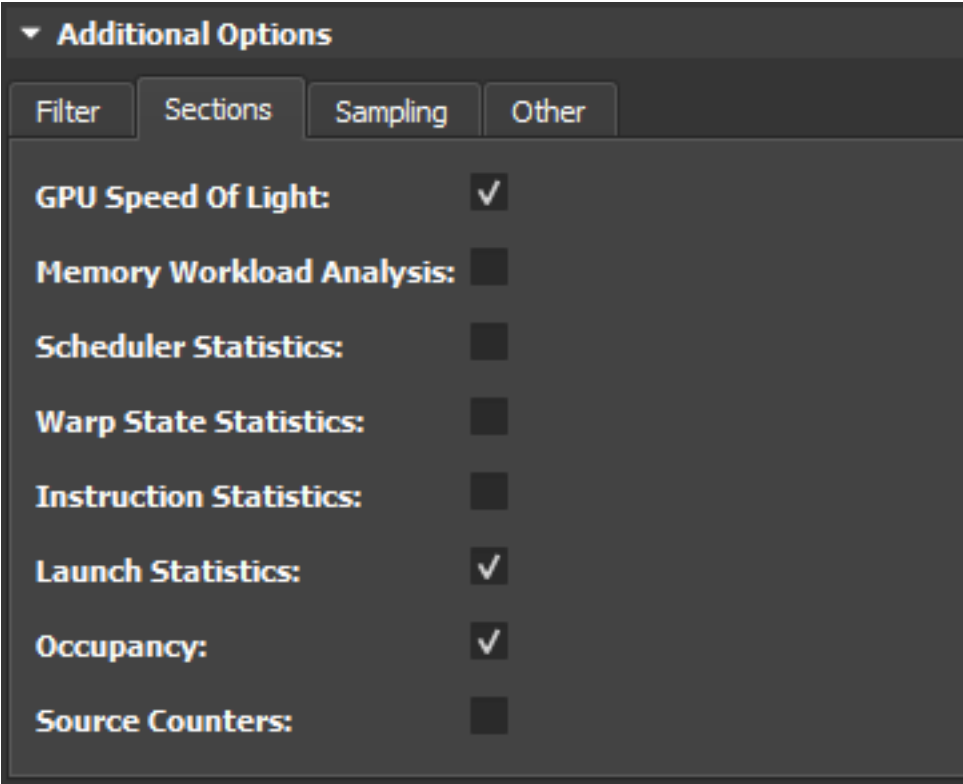 Additional Options
Filter Sections Sampling Other
GPU Speed Of Light:
Memory Workload Analysis:
Scheduler Statistics:
Warp State Statistics:
Instruction Statistics:
Launch Statistics:
Occupancy:
Source Counters: